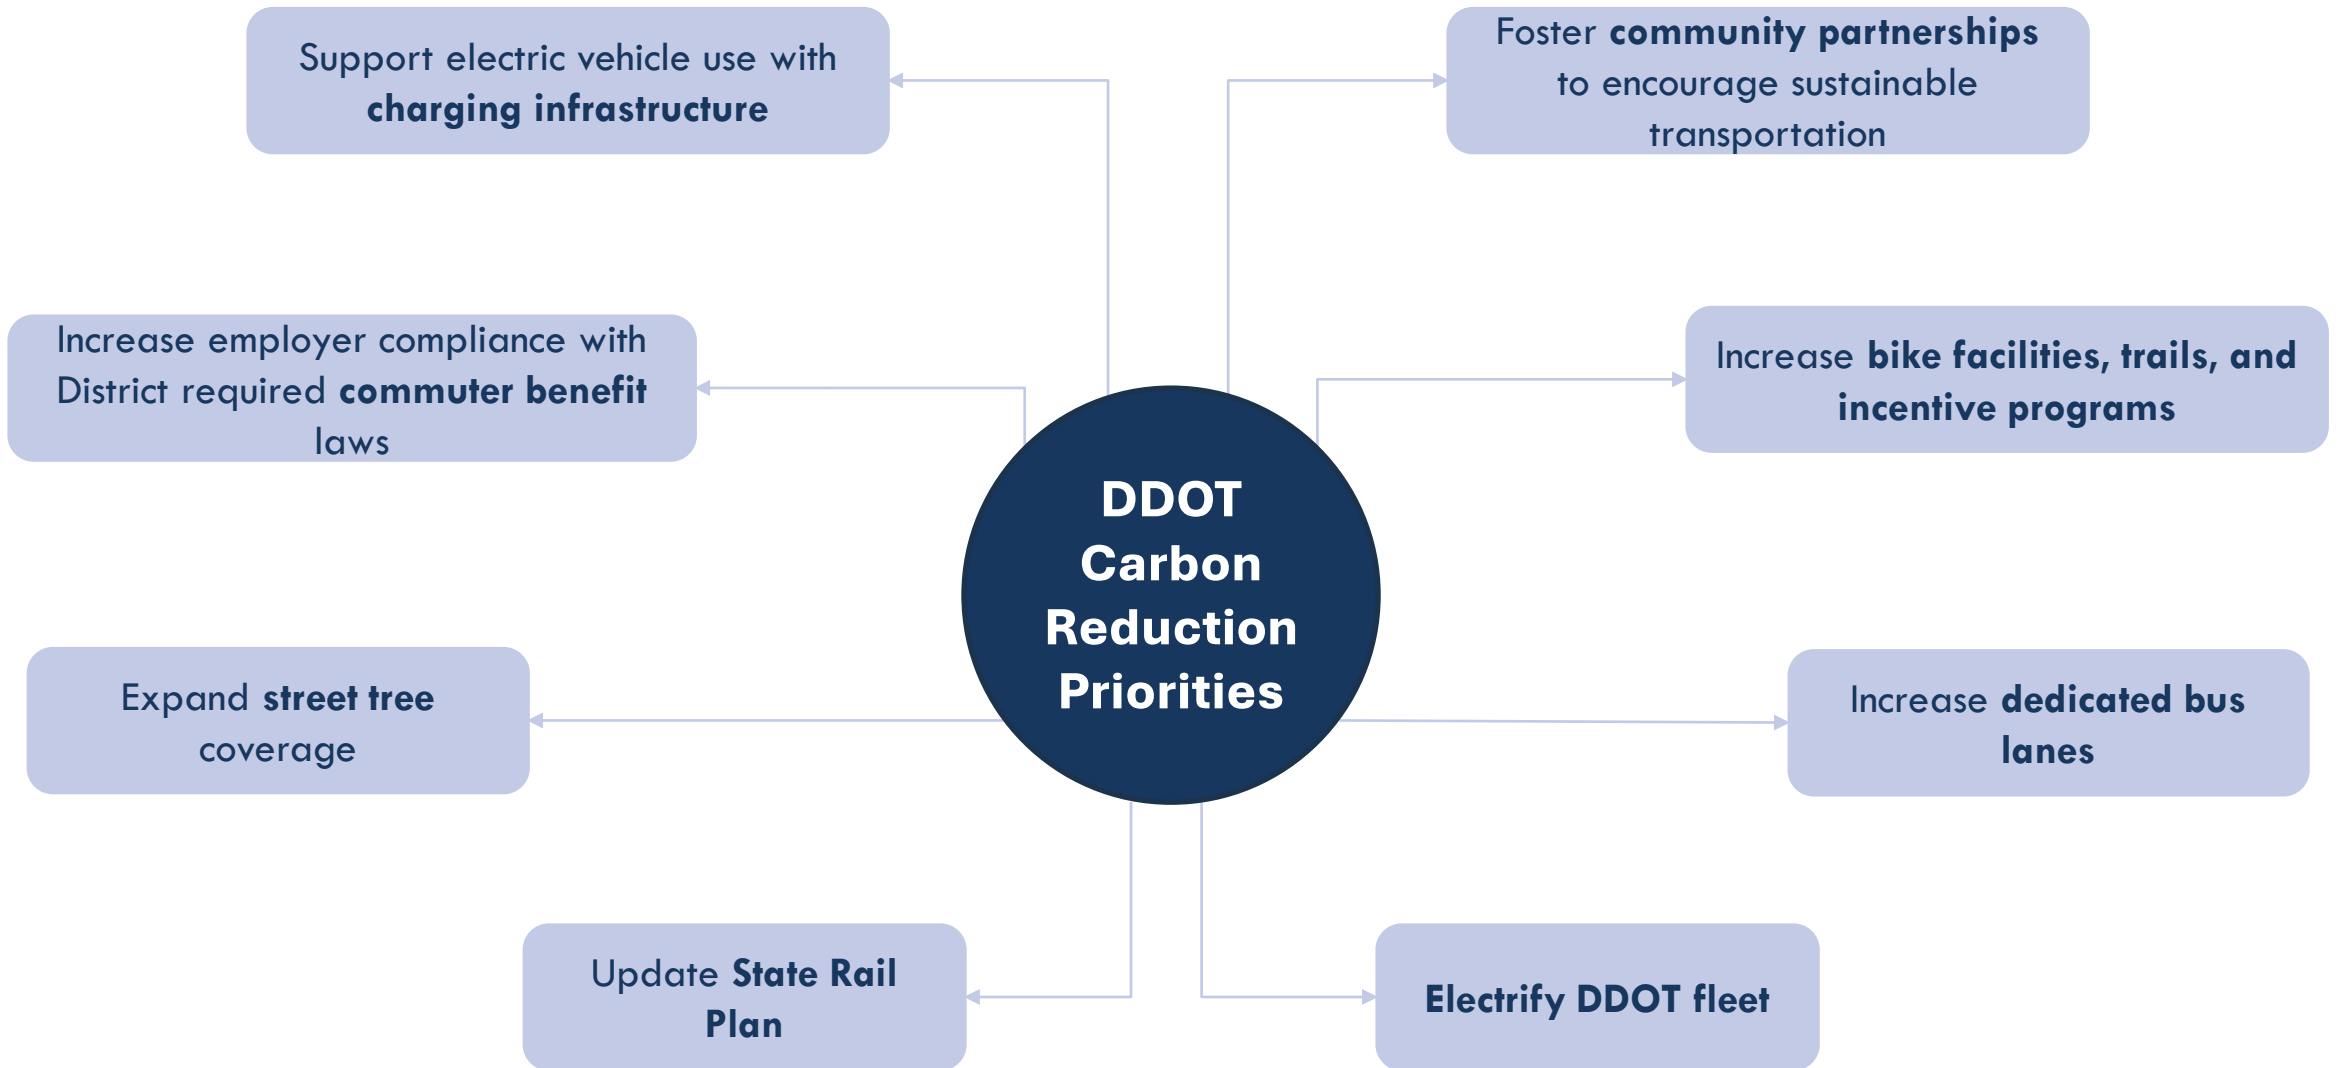 Support electric vehicle use with
charging infrastructure
Foster community partnerships
to encourage sustainable
transportation
Increase employer compliance with
District required commuter benefit
laws
Increase bike facilities, trails, and
incentive programs
DDOT
Carbon
Reduction
Priorities
Expand street tree
coverage
Increase dedicated bus
lanes
Update State Rail
Plan
Electrify DDOT fleet